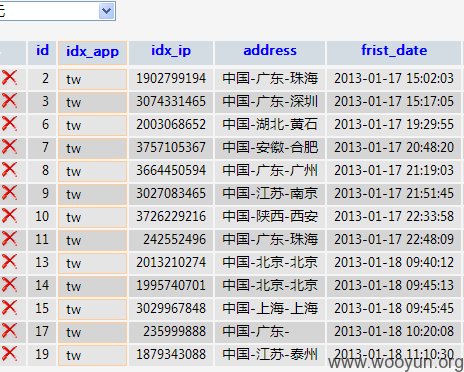 元
id idx_app idx_ip address frist_date
2 tw 1902799194 中国-广东-珠海 2013-01-17 15:02:03
3 tw 3074331465 中国-广东-深圳 2013-01-17 15:17:05
6 tw 2003068652 中国-湖北-黄石 2013-01-17 19:29:55
7 tw 3757105367 中国-安徽-合肥 2013-01-17 20:48:20
8 tw 3664450594 中国-广东-广州 2013-01-17 21:19:03
9 tw 3027083465 中国-江苏-南京 2013-01-17 21:51:45
10 tw 3726229216 中国-陕西-西安 2013-01-17 22:33:58
11 tw 242552496 中国-广东-珠海 2013-01-17 22:48:09
13 tw 2013210274 中国-北京-北京 2013-01-18 09:40:12
14 tw 1995740701 中国-北京-北京 2013-01-18 09:40:13
15 tw 3029967848 中国-上海-上海 2013-01-18 09:45:45
17 tw 235999888 中国-广东- 2013-01-18 10:20:08
19 tw 1879343088 中国-江苏-泰州 2013-01-18 11:10:30
www.wooyun.org